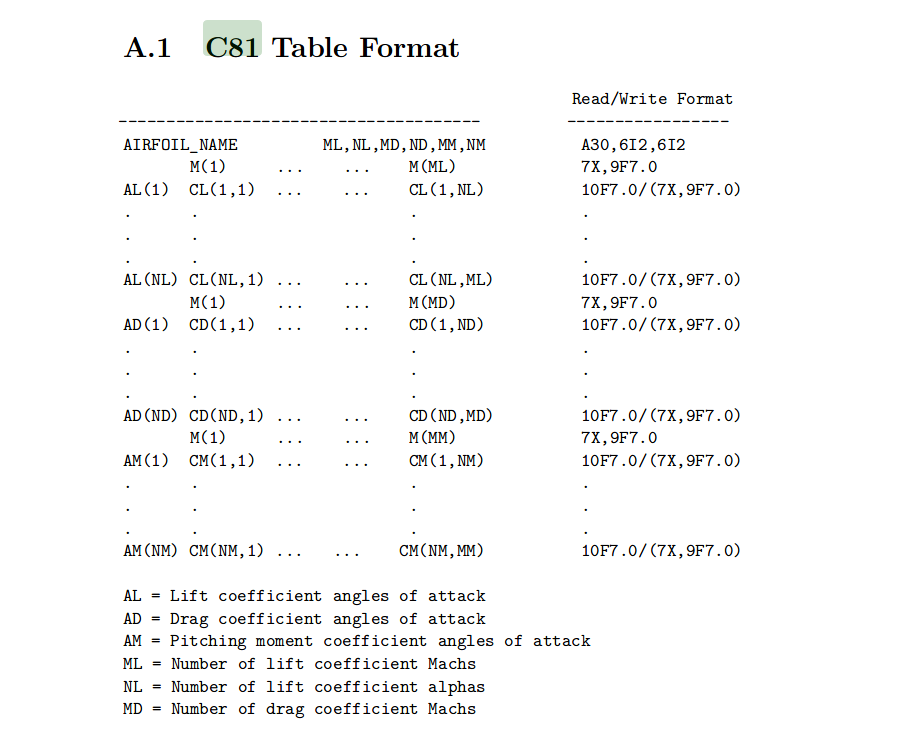 A.1 C81 Table Format
Read/Write Format
-------------------------------------- -----------------
AIRFOIL_NAME ML,NL,MD,ND,MM,NM A30,6I2,6I2
M(1) ... ... M(ML) 7X,9F7.0
AL(1) CL(1,1) ... ... CL(1,NL) 10F7.0/(7X,9F7.0)
. . . .
. . . .
. . . .
AL(NL) CL(NL,1) ... ... CL(NL,ML) 10F7.0/(7X,9F7.0)
M(1) ... ... M(MD) 7X,9F7.0
AD(1) CD(1,1) ... ... CD(1,ND) 10F7.0/(7X,9F7.0)
. . . .
. . . .
. . . .
AD(ND) CD(ND,1) ... ... CD(ND,MD) 10F7.0/(7X,9F7.0)
M(1) ... ... M(MM) 7X,9F7.0
AM(1) CM(1,1) ... ... CM(1,NM) 10F7.0/(7X,9F7.0)
. . . .
. . . .
. . . .
AM(NM) CM(NM,1) ... ... CM(NM,MM) 10F7.0/(7X,9F7.0)
AL = Lift coefficient angles of attack
AD = Drag coefficient angles of attack
AM = Pitching moment coefficient angles of attack
ML = Number of lift coefficient Machs
NL = Number of lift coefficient alphas
MD = Number of drag coefficient Machs